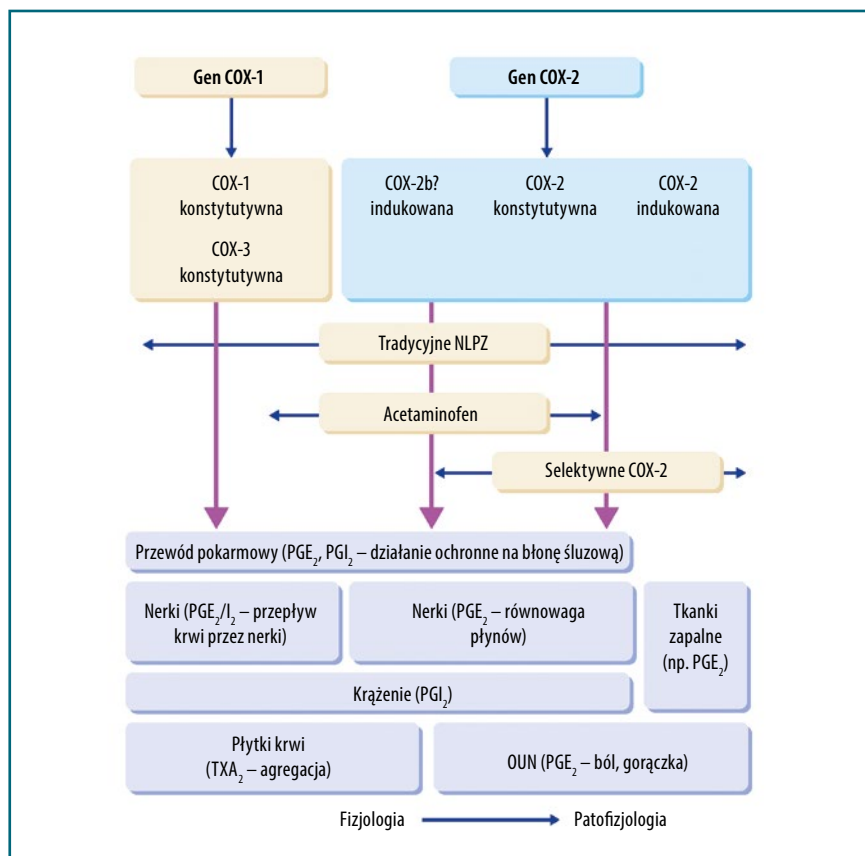 Gen COX-1
Gen COX-2
COX-1
konstytutywna
COX-3
konstytutywna
COX-2b?
indukowana
COX-2
konstytutywna
COX-2
indukowana
Tradycyjne NLPZ
Acetaminofen
Selektywne COX-2
Przewód pokarmowy (PGE₂, PGI₂ – działanie ochronne na błonę śluzową)
Nerki (PGE₂/I₂ – przepływ
krwi przez nerki)
Nerki (PGE₂ – równowaga
płynów)
Tkanki
zapalne
(np. PGE₂)
Krążenie (PGI₂)
Płytki krwi
(TXA₂ – agregacja)
OUN (PGE₂ – ból, gorączka)
Fizjologia
Patofizjologia